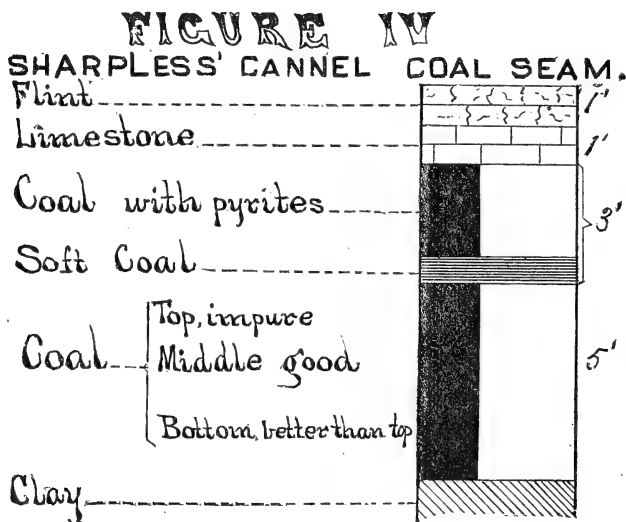 FIGURE IV
SHARPLESS' CANNEL COAL SEAM.
Flint 1'
Limestone 1'
Coal with pyrites 3'
Soft Coal
Top, impure
Coal Middle good 5'
Bottom, better than top
Clay